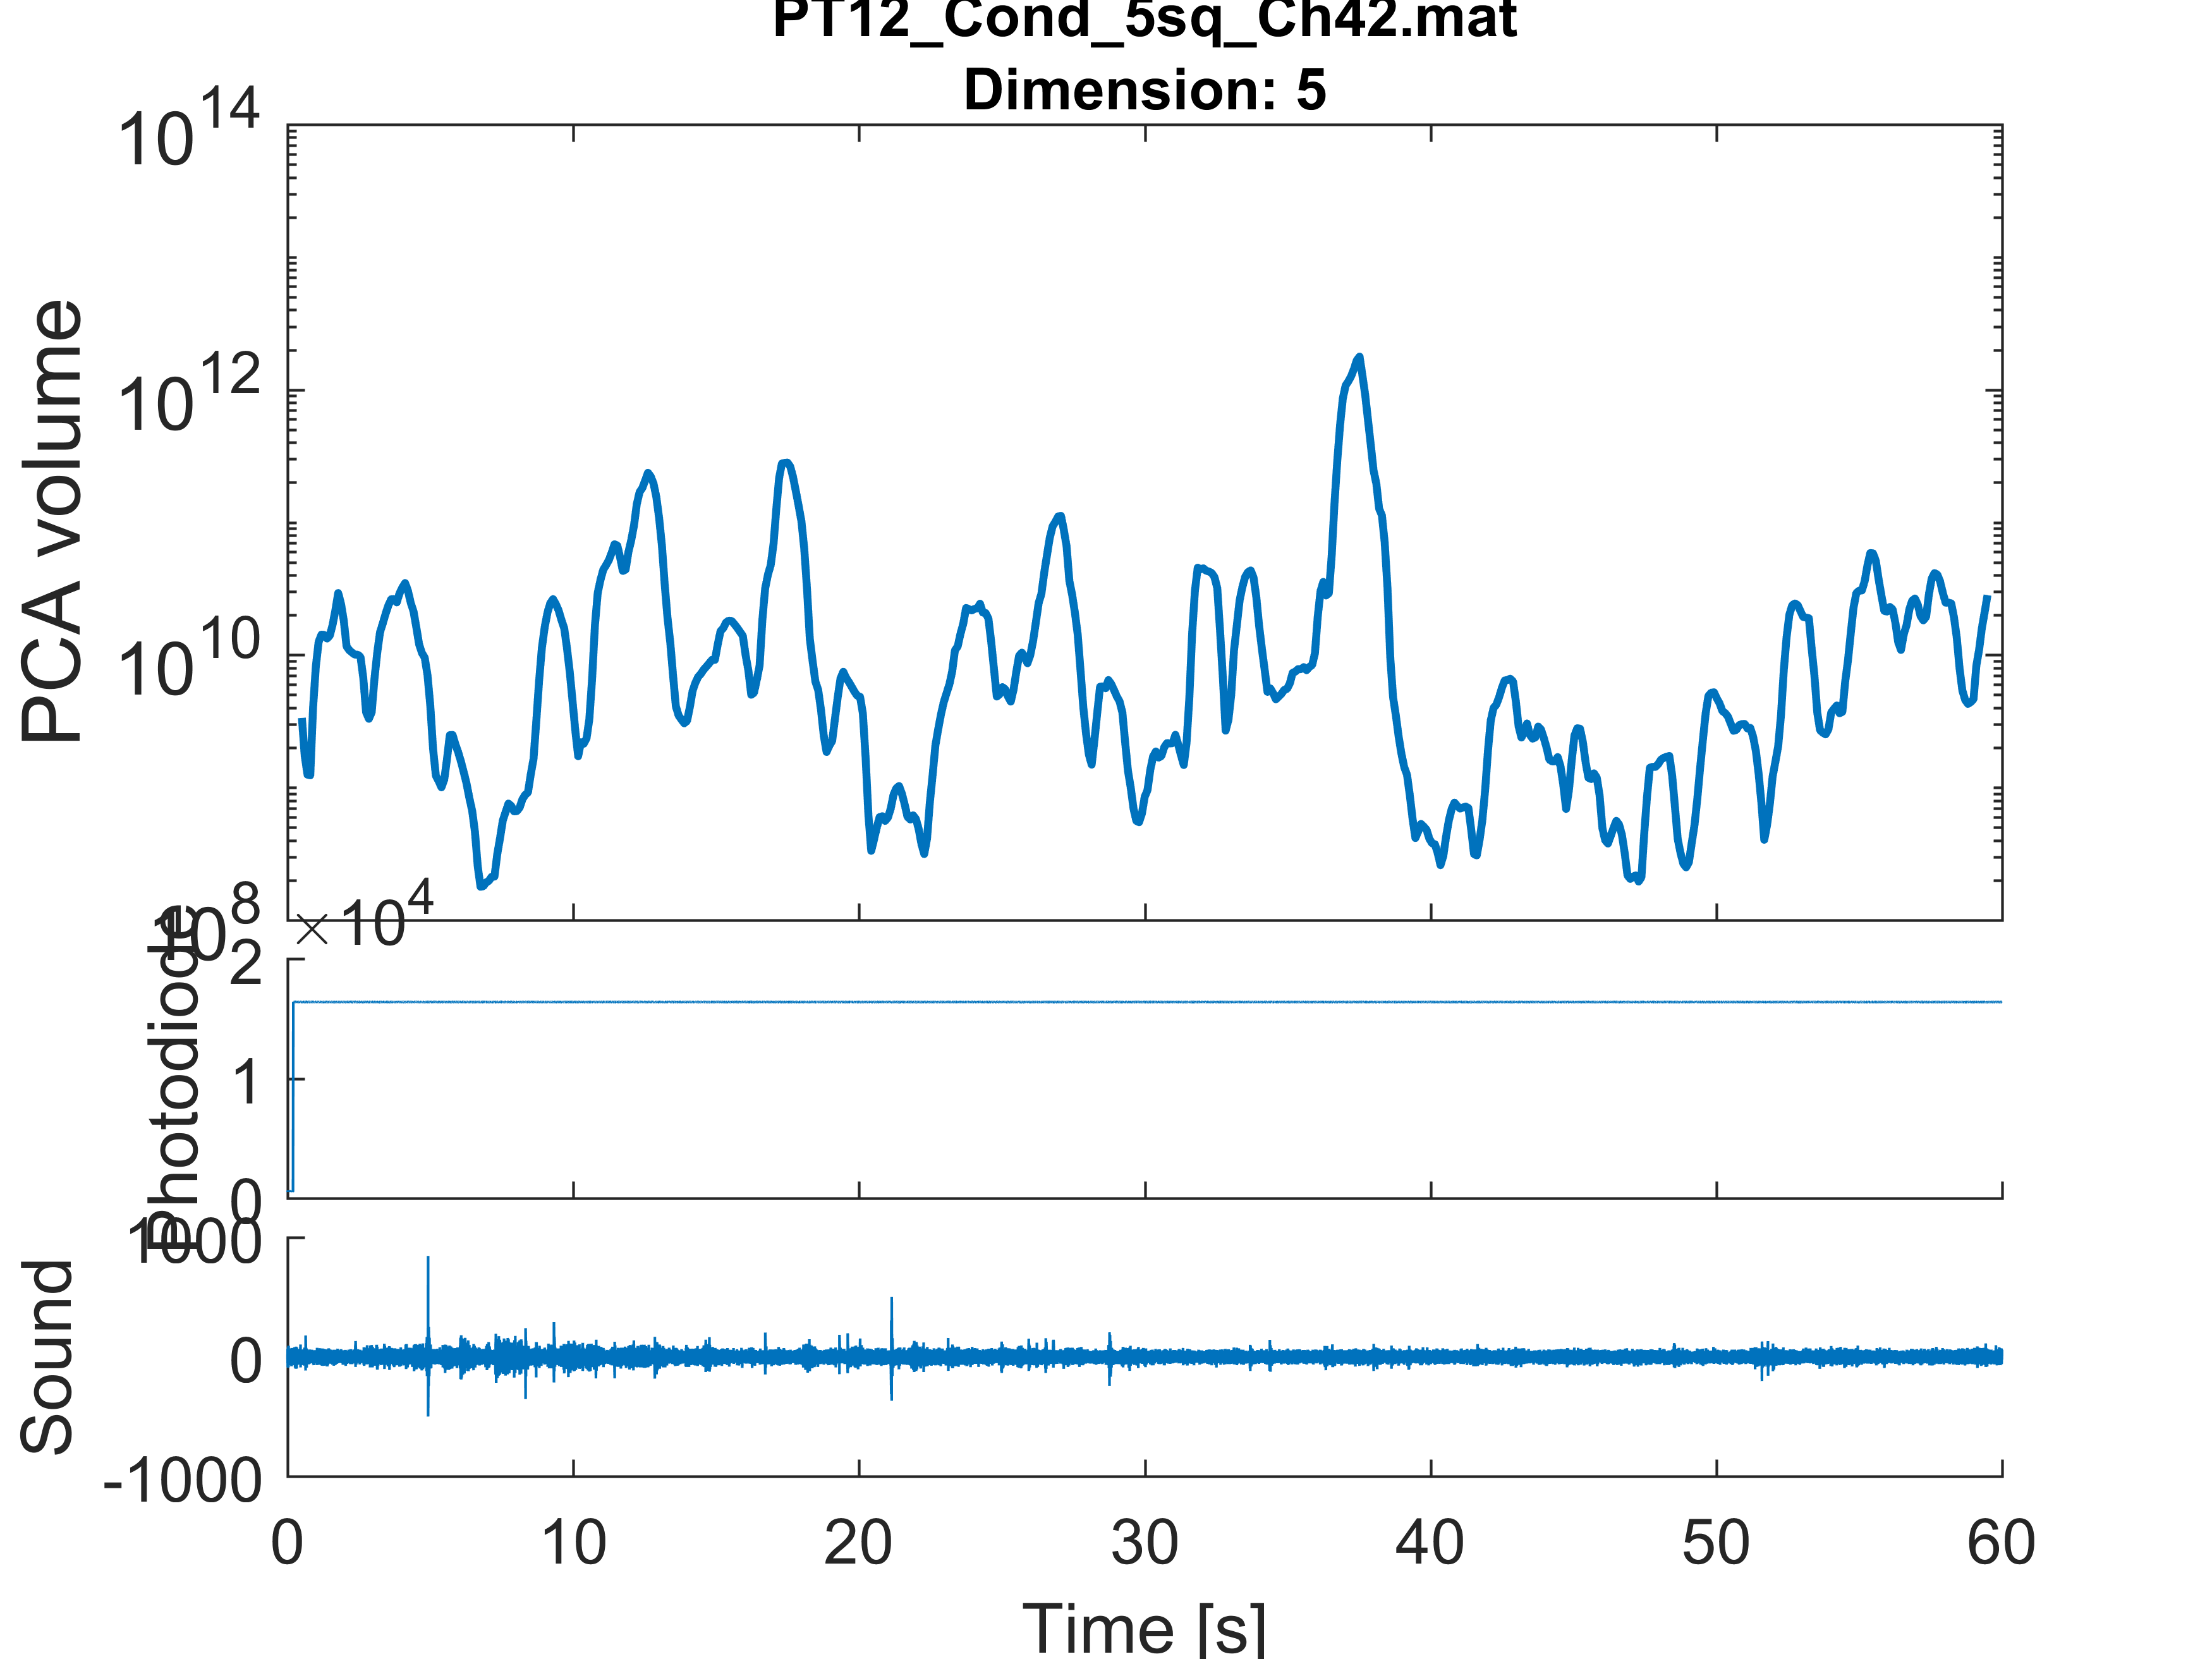 PT12_Cond_5sq_Ch42.mat
Dimension: 5
PCA volume
10^14
10^12
10^10
10^8
×10^4
Photodiode
2
1
0
Sound
1000
0
-1000
0 10 20 30 40 50 60
Time [s]